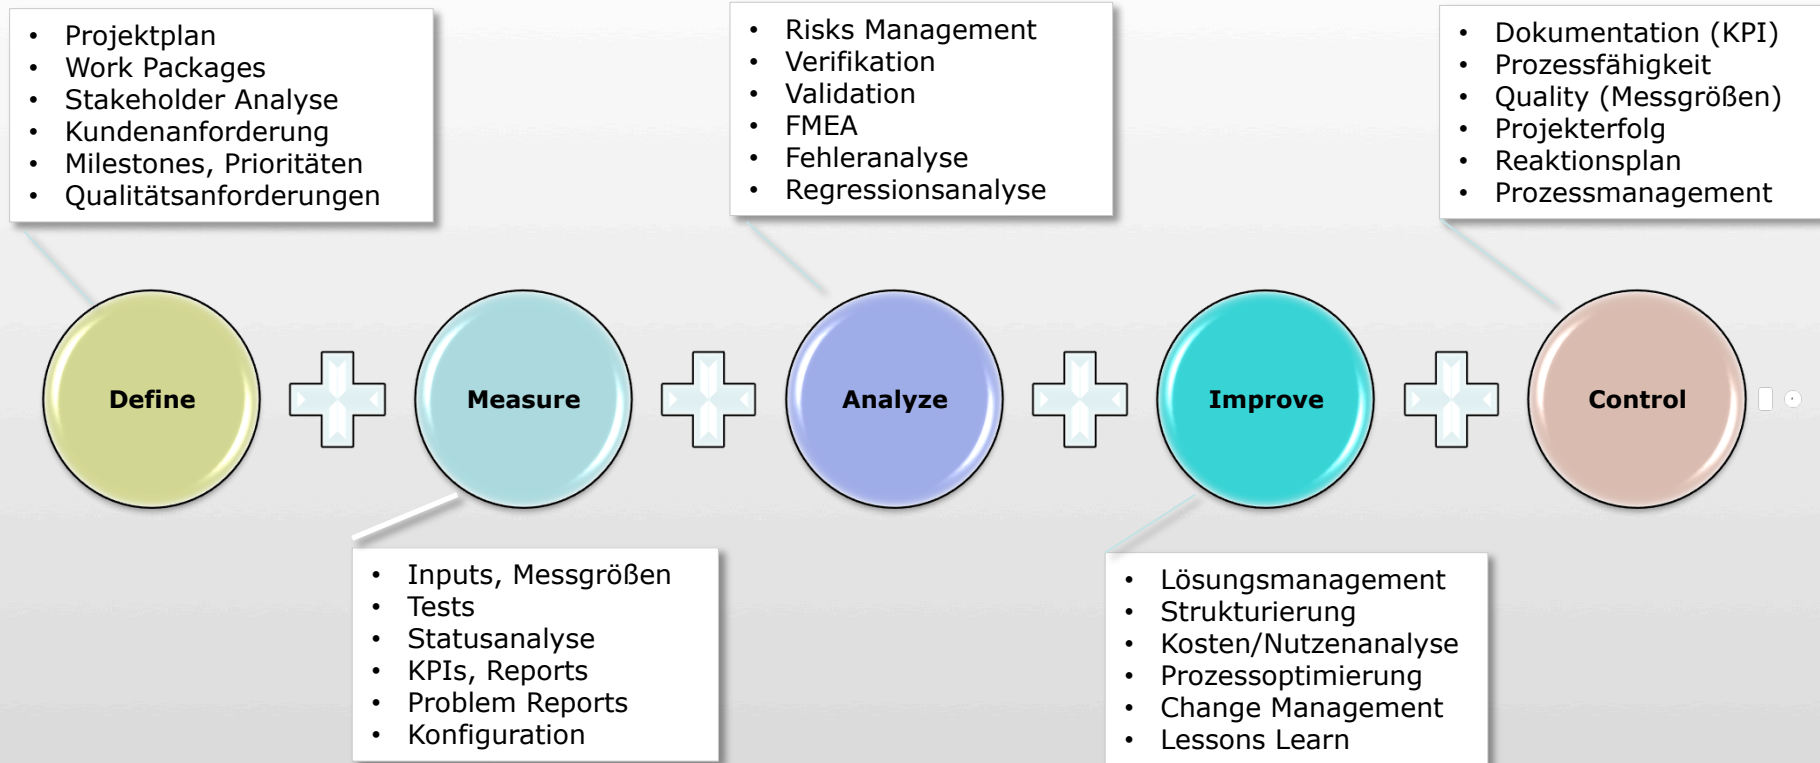 • Projektplan
• Work Packages
• Stakeholder Analyse
• Kundenanforderung
• Milestones, Prioritäten
• Qualitätsanforderungen
• Risks Management
• Verifikation
• Validation
• FMEA
• Fehleranalyse
• Regressionsanalyse
• Dokumentation (KPI)
• Prozessfähigkeit
• Quality (Messgrößen)
• Projekterfolg
• Reaktionsplan
• Prozessmanagement
Define
Measure
Analyze
Improve
Control
• Inputs, Messgrößen
• Tests
• Statusanalyse
• KPIs, Reports
• Problem Reports
• Konfiguration
• Lösungsmanagement
• Strukturierung
• Kosten/Nutzenanalyse
• Prozessoptimierung
• Change Management
• Lessons Learn